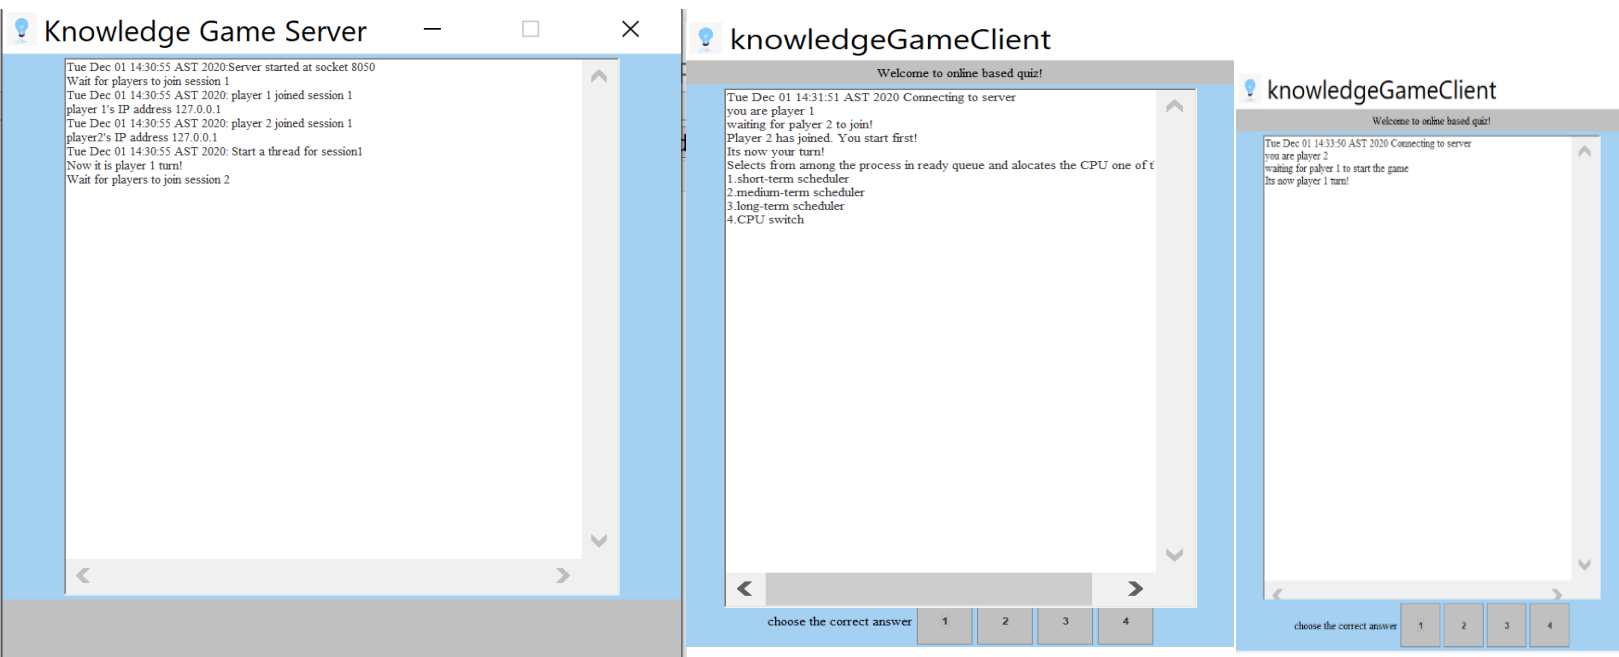 Knowledge Game Server
Tue Dec 01 14:30:55 AST 2020:Server started at socket 8050
Wait for players to join session 1
Tue Dec 01 14:30:55 AST 2020: player 1 joined session 1
player 1's IP address 127.0.0.1
Tue Dec 01 14:30:55 AST 2020: player 2 joined session 1
player2's IP address 127.0.0.1
Tue Dec 01 14:30:55 AST 2020: Start a thread for session1
Now it is player 1 turn!
Wait for players to join session 2
knowledgeGameClient
Welcome to online based quiz!
Tue Dec 01 14:31:51 AST 2020 Connecting to server
you are player 1
waiting for palyer 2 to join!
Player 2 has joined. You start first!
Its now your turn!
Selects from among the process in ready queue and alocates the CPU one of t
1.short-term scheduler
2.medium-term scheduler
3.long-term scheduler
4.CPU switch
choose the correct answer 1 2 3 4
knowledgeGameClient
Welcome to online based quiz!
Tue Dec 01 14:33:50 AST 2020 Connecting to server
you are player 2
waiting for palyer 1 to start the game
Its now player 1 turn!
choose the correct answer 1 2 3 4